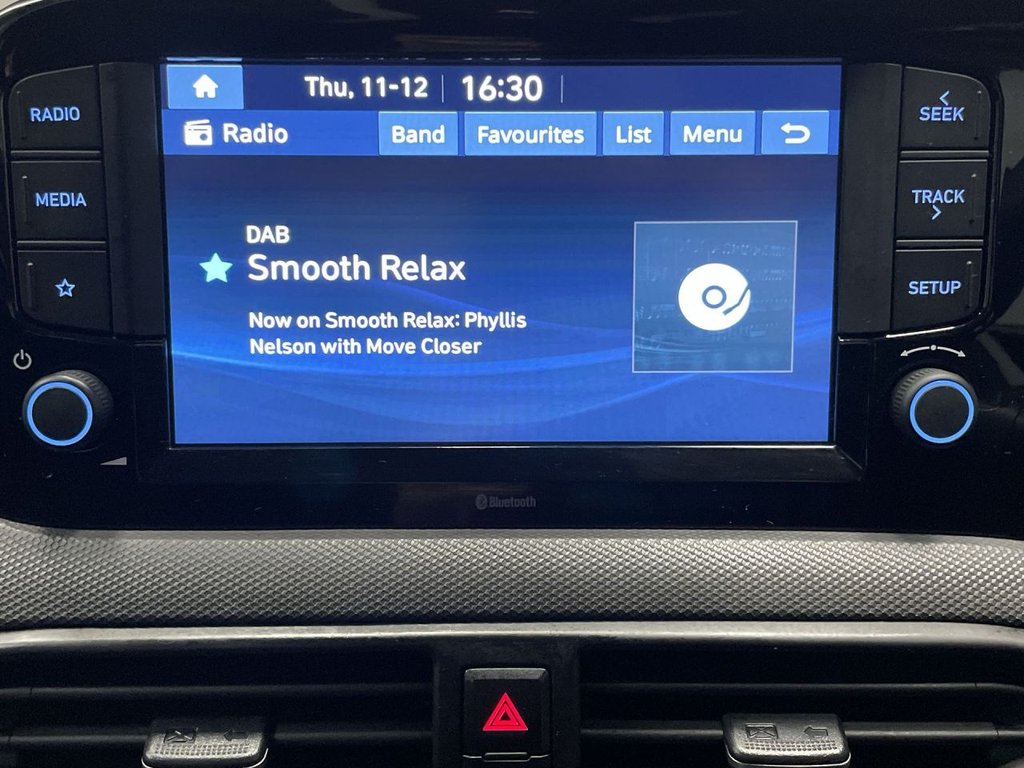 Thu, 11-12 16:30
RADIO
SEEK
Radio
Band
Favourites
List
Menu
MEDIA
TRACK
DAB
Smooth Relax
SETUP
Now on Smooth Relax: Phyllis
Nelson with Move Closer
Bluetooth